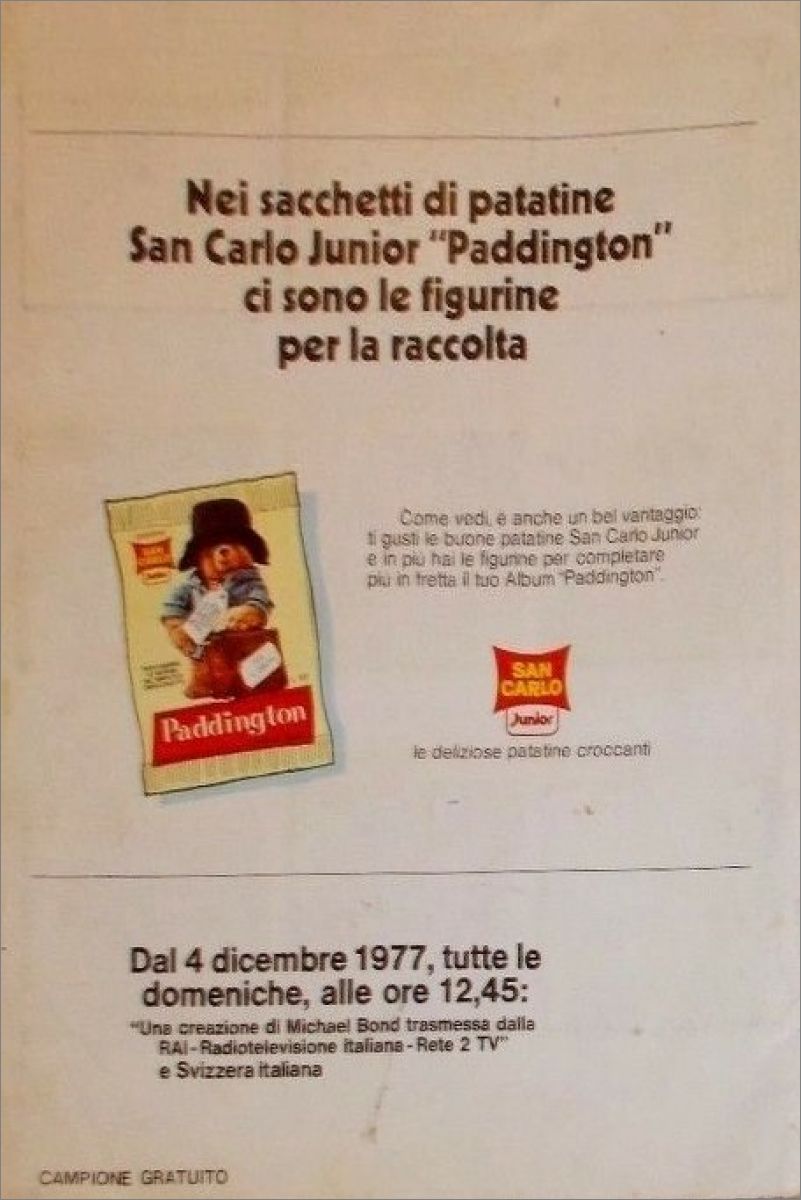 Nei sacchetti di patatine
San Carlo Junior "Paddington"
ci sono le figurine
per la raccolta
Come vedi, è anche un bel vantaggio:
ti gusti le buone patatine San Carlo Junior
e in più hai le figurine per completare
più in fretta il tuo Album "Paddington".
SAN
CARLO
Junior
Paddington
SAN
CARLO
Junior
le deliziose patatine croccanti
Dal 4 dicembre 1977, tutte le
domeniche, alle ore 12,45:
"Una creazione di Michael Bond trasmessa dalla
RAI-Radiotelevisione italiana-Rete 2 TV"
e Svizzera italiana
CAMPIONE GRATUITO